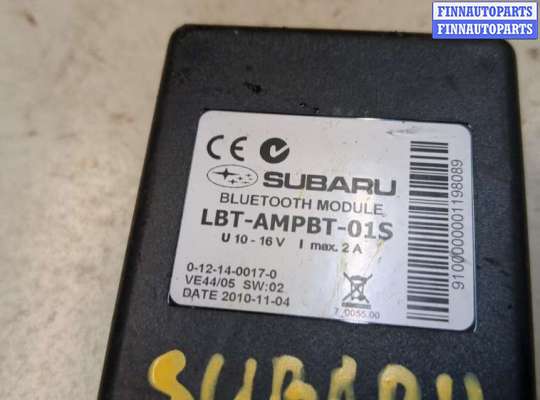 FINNAUTOPARTS
FINNAUTOPARTS
CE
SUBARU
BLUETOOTH MODULE
LBT-AMPBT-01S
U 10 - 16 V I max. 2 A
0-12-14-0017-0
VE44/05 SW:02
DATE 2010-11-04
7_0055.00
9100000001198089
SUBARU